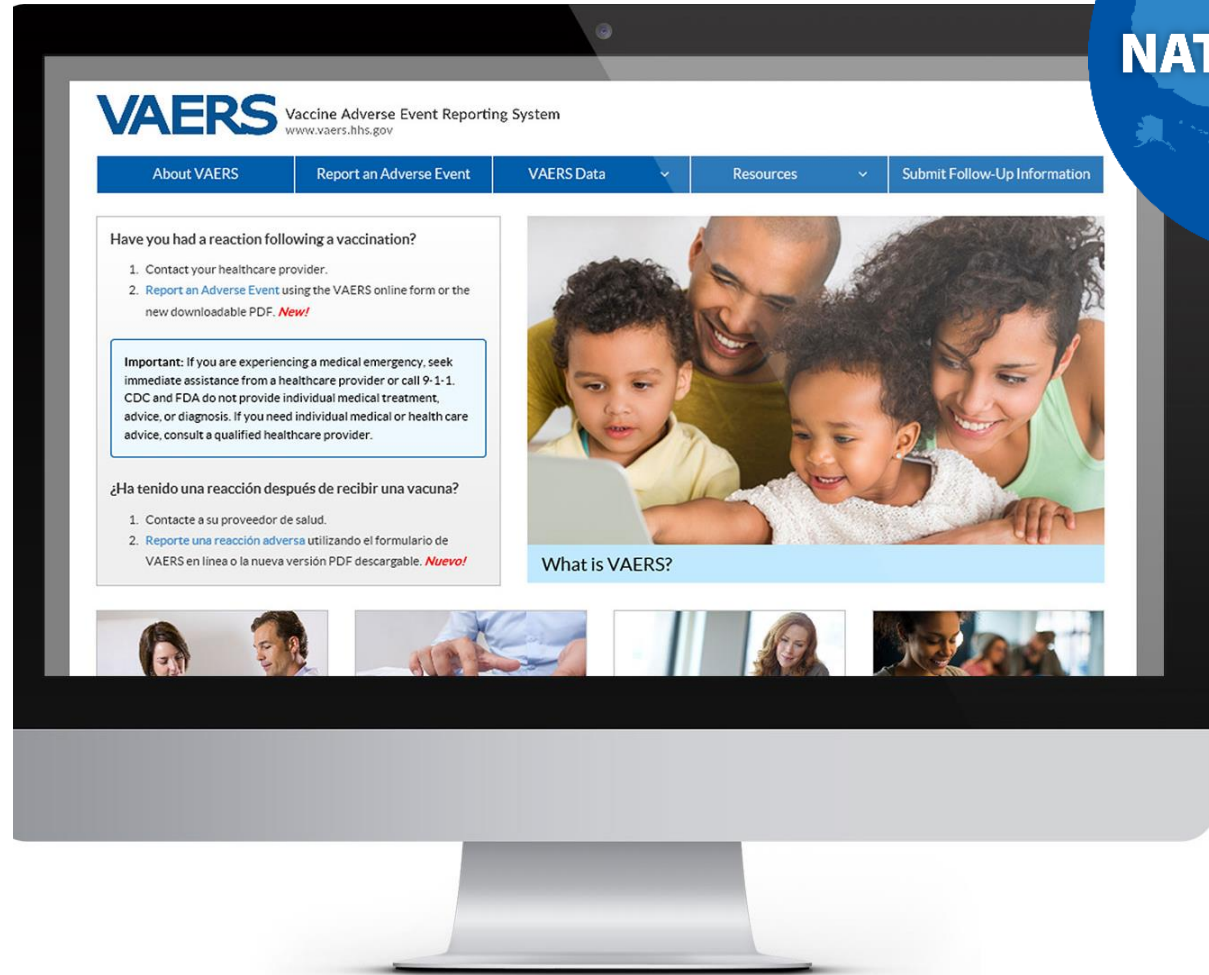 NAT
VAERS Vaccine Adverse Event Reporting System
www.vaers.hhs.gov
About VAERS Report an Adverse Event VAERS Data Resources Submit Follow-Up Information
Have you had a reaction following a vaccination?
1. Contact your healthcare provider.
2. Report an Adverse Event using the VAERS online form or the
new downloadable PDF. New!
Important: If you are experiencing a medical emergency, seek
immediate assistance from a healthcare provider or call 9-1-1.
CDC and FDA do not provide individual medical treatment,
advice, or diagnosis. If you need individual medical or health care
advice, consult a qualified healthcare provider.
¿Ha tenido una reacción después de recibir una vacuna?
1. Contacte a su proveedor de salud.
2. Reporte una reacción adversa utilizando el formulario de
VAERS en línea o la nueva versión PDF descargable. Nuevo!
What is VAERS?